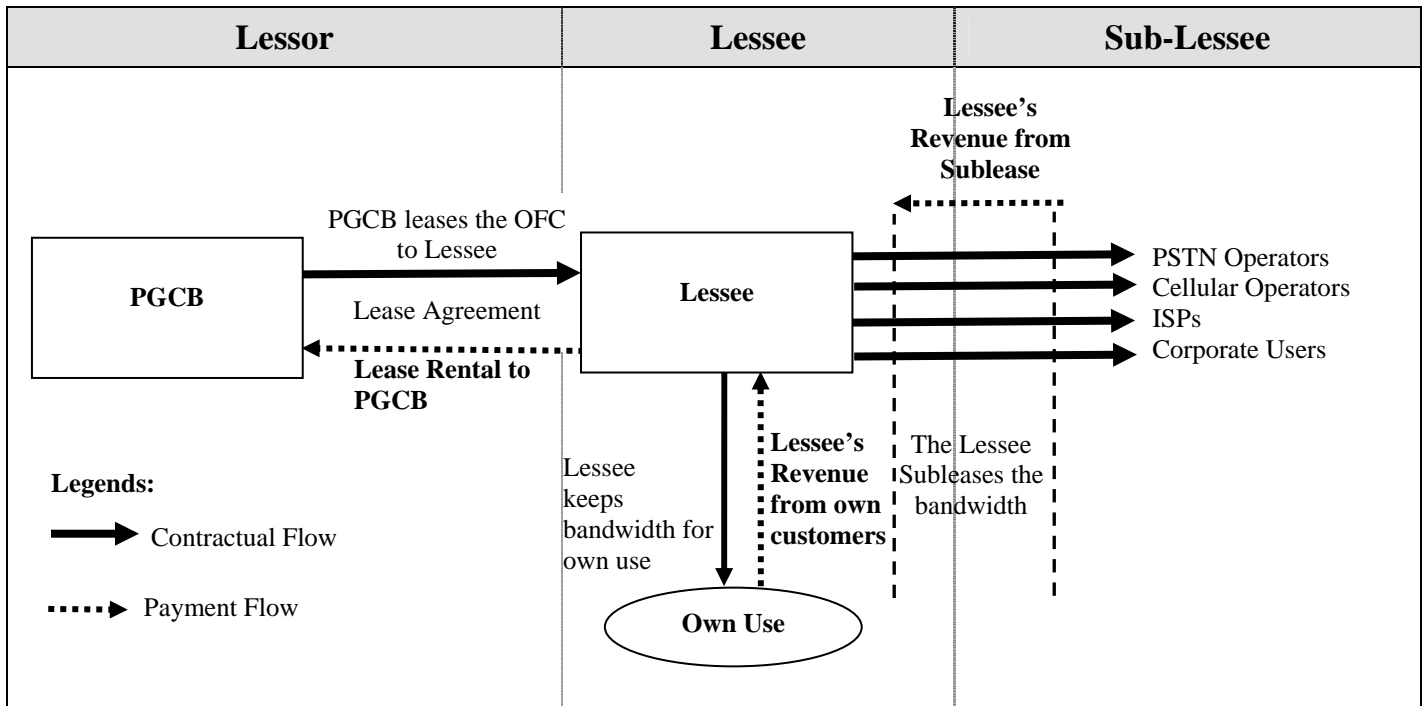 Lessor
Lessee
Sub-Lessee
Lessee's
Revenue from
Sublease
PGCB leases the OFC
to Lessee
PGCB
Lease Agreement
Lease Rental to
PGCB
Lessee
PSTN Operators
Cellular Operators
ISPs
Corporate Users
Lessee
keeps
bandwidth for
own use
Lessee's
Revenue
from own
customers
The Lessee
Subleases the
bandwidth
Own Use
Legends:
Contractual Flow
Payment Flow